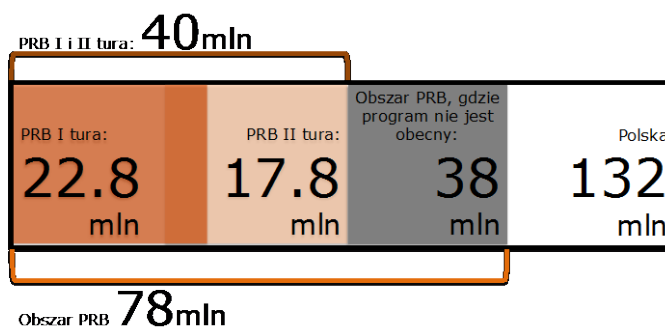 PRB I i II tura: 40mln
PRB I tura:
22.8
mln
PRB II tura:
17.8
mln
Obszar PRB, gdzie
program nie jest
obecny:
38
mln
Polska
132
mln
Obszar PRB 78mln